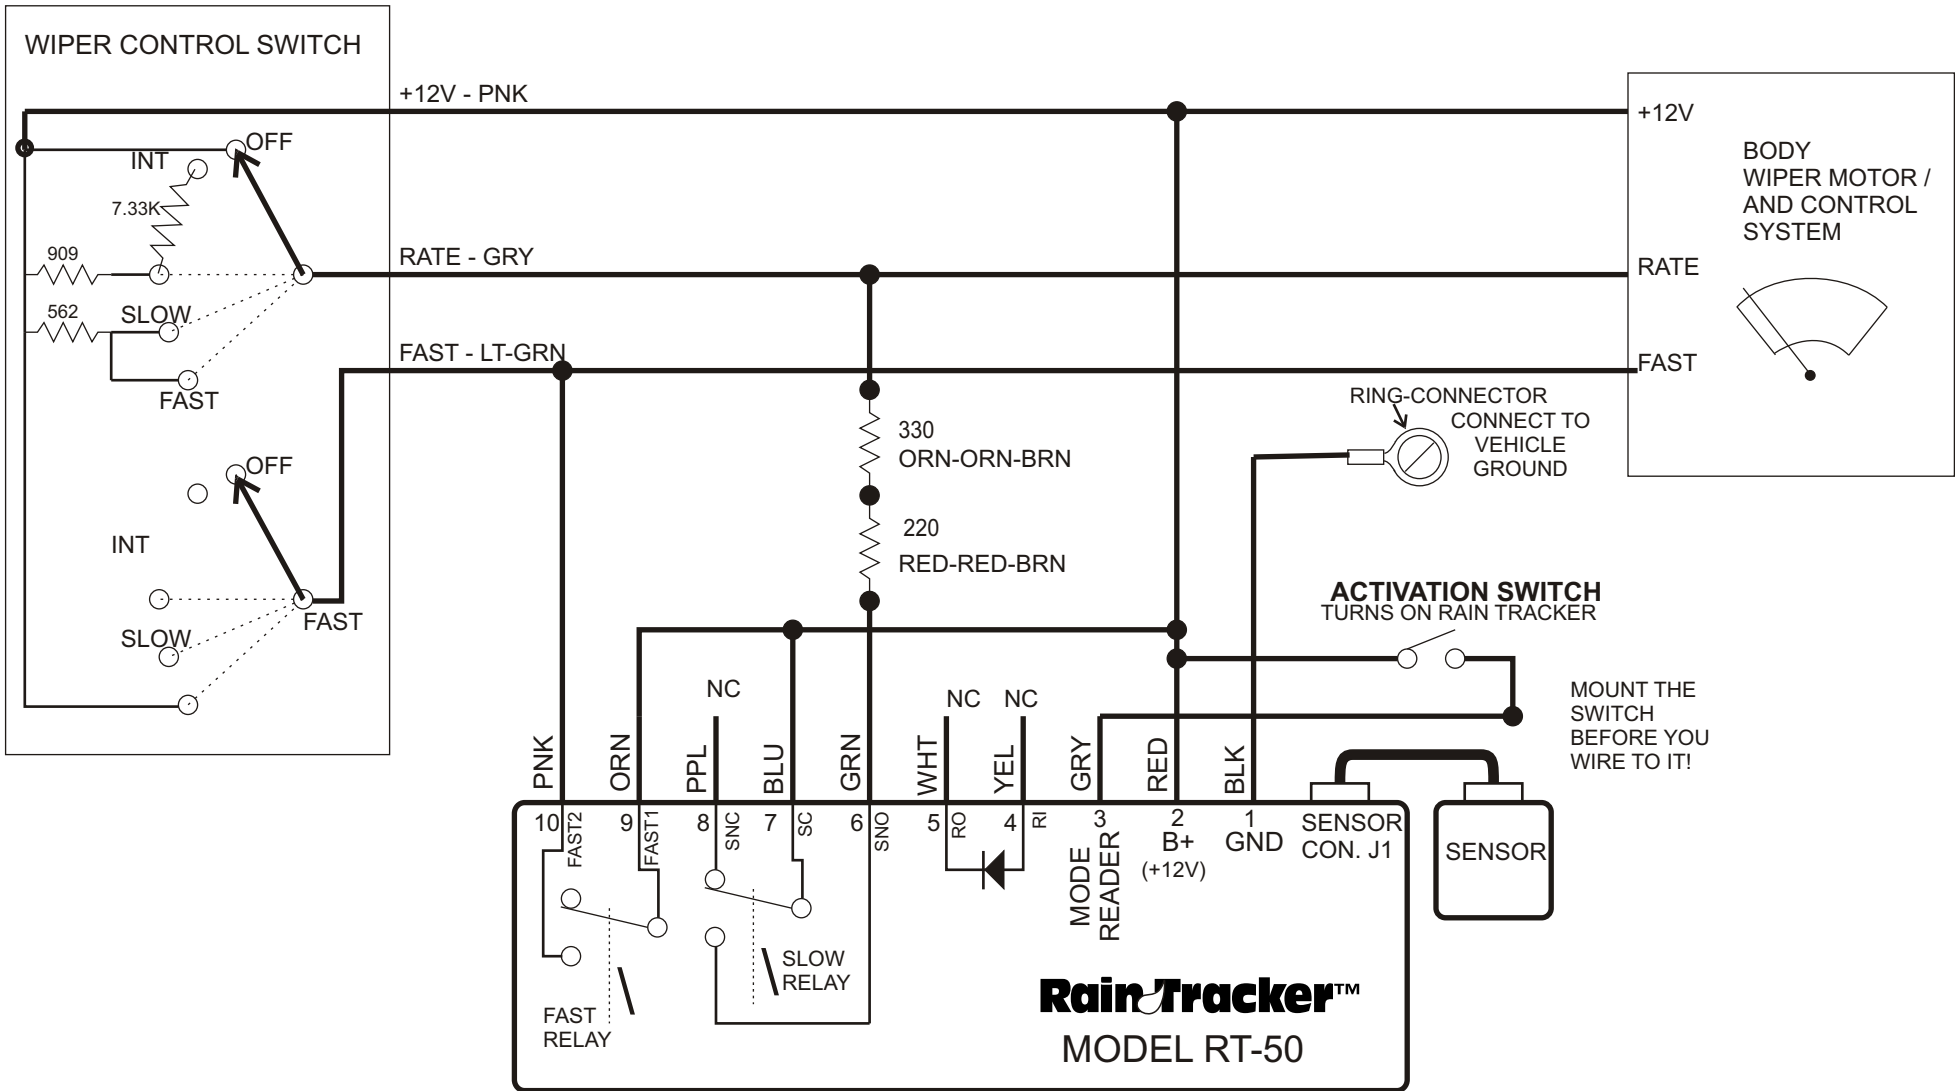 WIPER CONTROL SWITCH
+12V - PNK
OFF
INT
7.33K
909
562
SLOW
FAST
RATE - GRY
FAST - LT-GRN
OFF
INT
SLOW
FAST
+12V
BODY
WIPER MOTOR /
AND CONTROL
SYSTEM
RATE
FAST
330
ORN-ORN-BRN
220
RED-RED-BRN
RING-CONNECTOR
CONNECT TO
VEHICLE
GROUND
ACTIVATION SWITCH
TURNS ON RAIN TRACKER
MOUNT THE
SWITCH
BEFORE YOU
WIRE TO IT!
NC
NC
NC
PNK
ORN
PPL
BLU
GRN
WHT
YEL
GRY
RED
BLK
10
FAST2
9
FAST1
8
SNC
7
SC
6
SNO
5
RO
4
RI
3
MODE
READER
2
B+
(+12V)
1
GND
SENSOR
CON. J1
SENSOR
FAST
RELAY
SLOW
RELAY
Rain Tracker™
MODEL RT-50